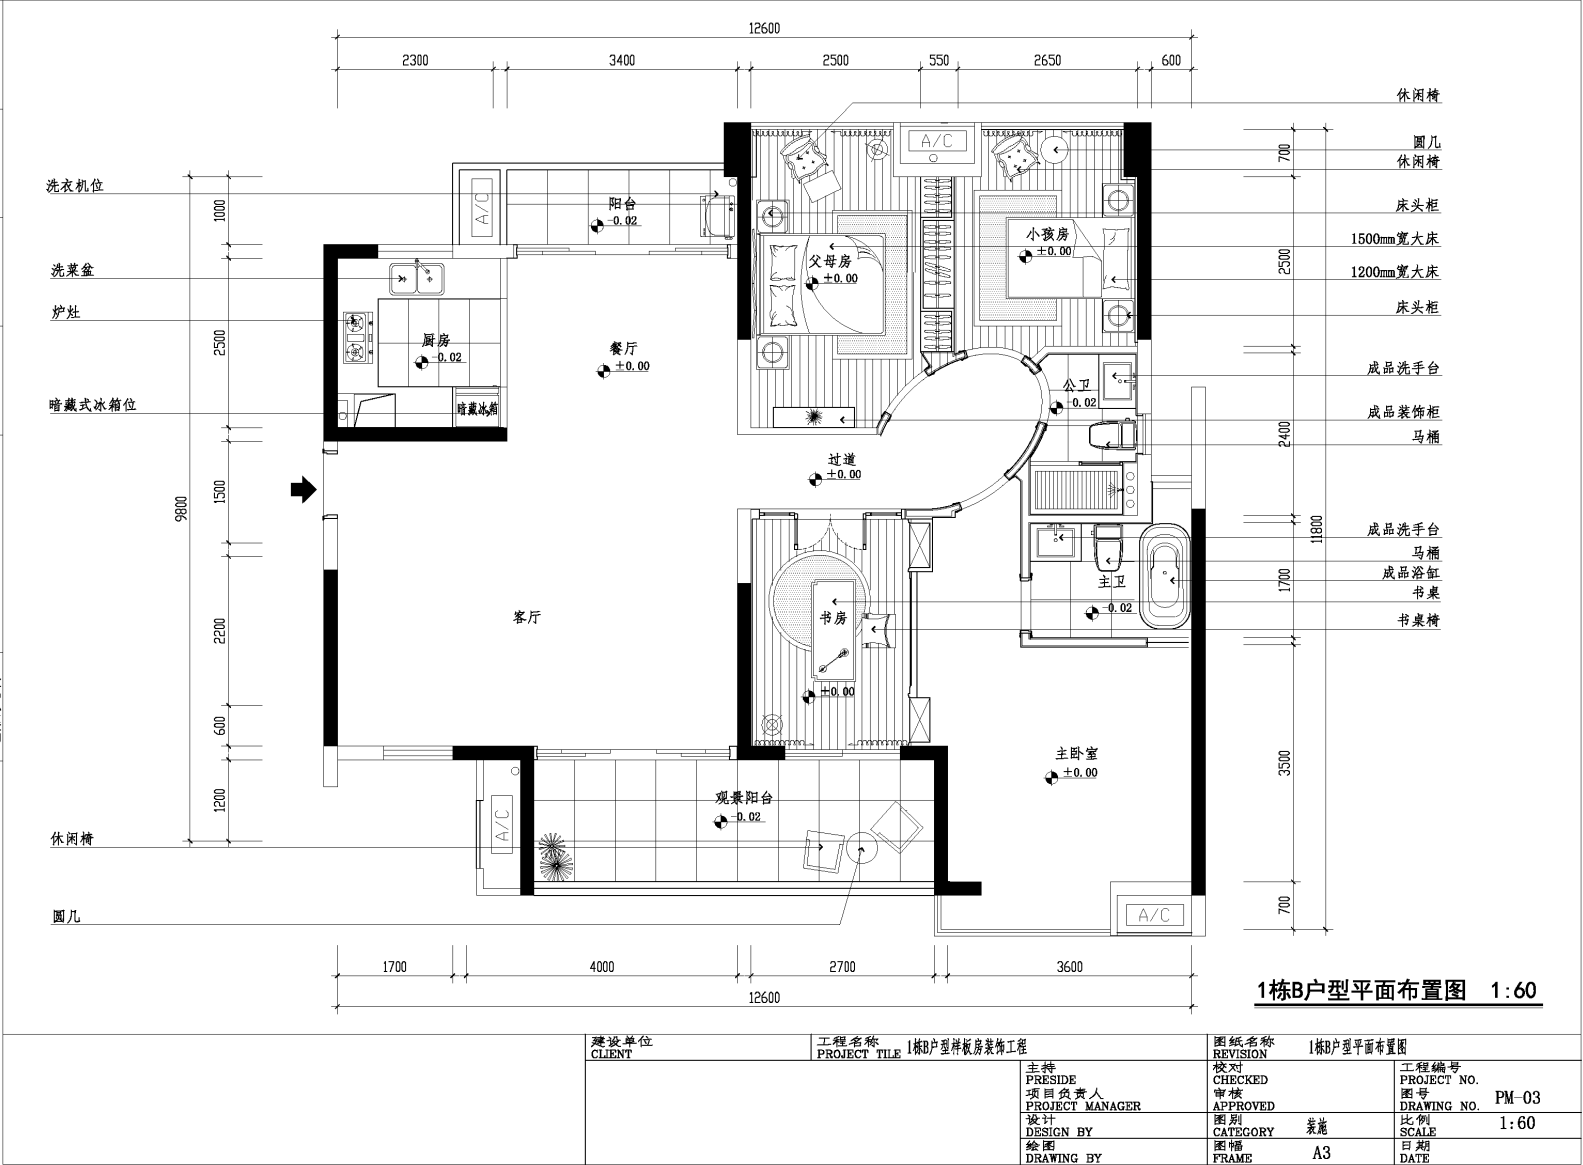 12600
2300 3400 2500 550 2650 600
休闲椅
圆几
休闲椅
床头柜
1500mm宽大床
1200mm宽大床
床头柜
成品洗手台
成品装饰柜
马桶
成品洗手台
马桶
成品浴缸
书桌
书桌椅
洗衣机位
洗菜盆
炉灶
暗藏式冰箱位
休闲椅
圆几
1000
2500
1500
2200
600
1200
9800
700
2500
2400
1700
3500
700
11800
A/C
A/C
A/C
A/C
阳台
-0.02
父母房
±0.00
小孩房
±0.00
厨房
-0.02
暗藏冰箱
餐厅
±0.00
公卫
-0.02
过道
±0.00
主卫
-0.02
客厅
书房
±0.00
主卧室
±0.00
观景阳台
-0.02
1700 4000 2700 3600
12600
1栋B户型平面布置图 1:60
建设单位
CLIENT
工程名称
PROJECT TILE 1栋B户型样板房装饰工程
图纸名称
REVISION 1栋B户型平面布置图
主持
PRESIDE
项目负责人
PROJECT MANAGER
设计
DESIGN BY
绘图
DRAWING BY
校对
CHECKED
审核
APPROVED
图别
CATEGORY 装施
图幅
FRAME A3
工程编号
PROJECT NO.
图号
DRAWING NO. PM-03
比例
SCALE 1:60
日期
DATE